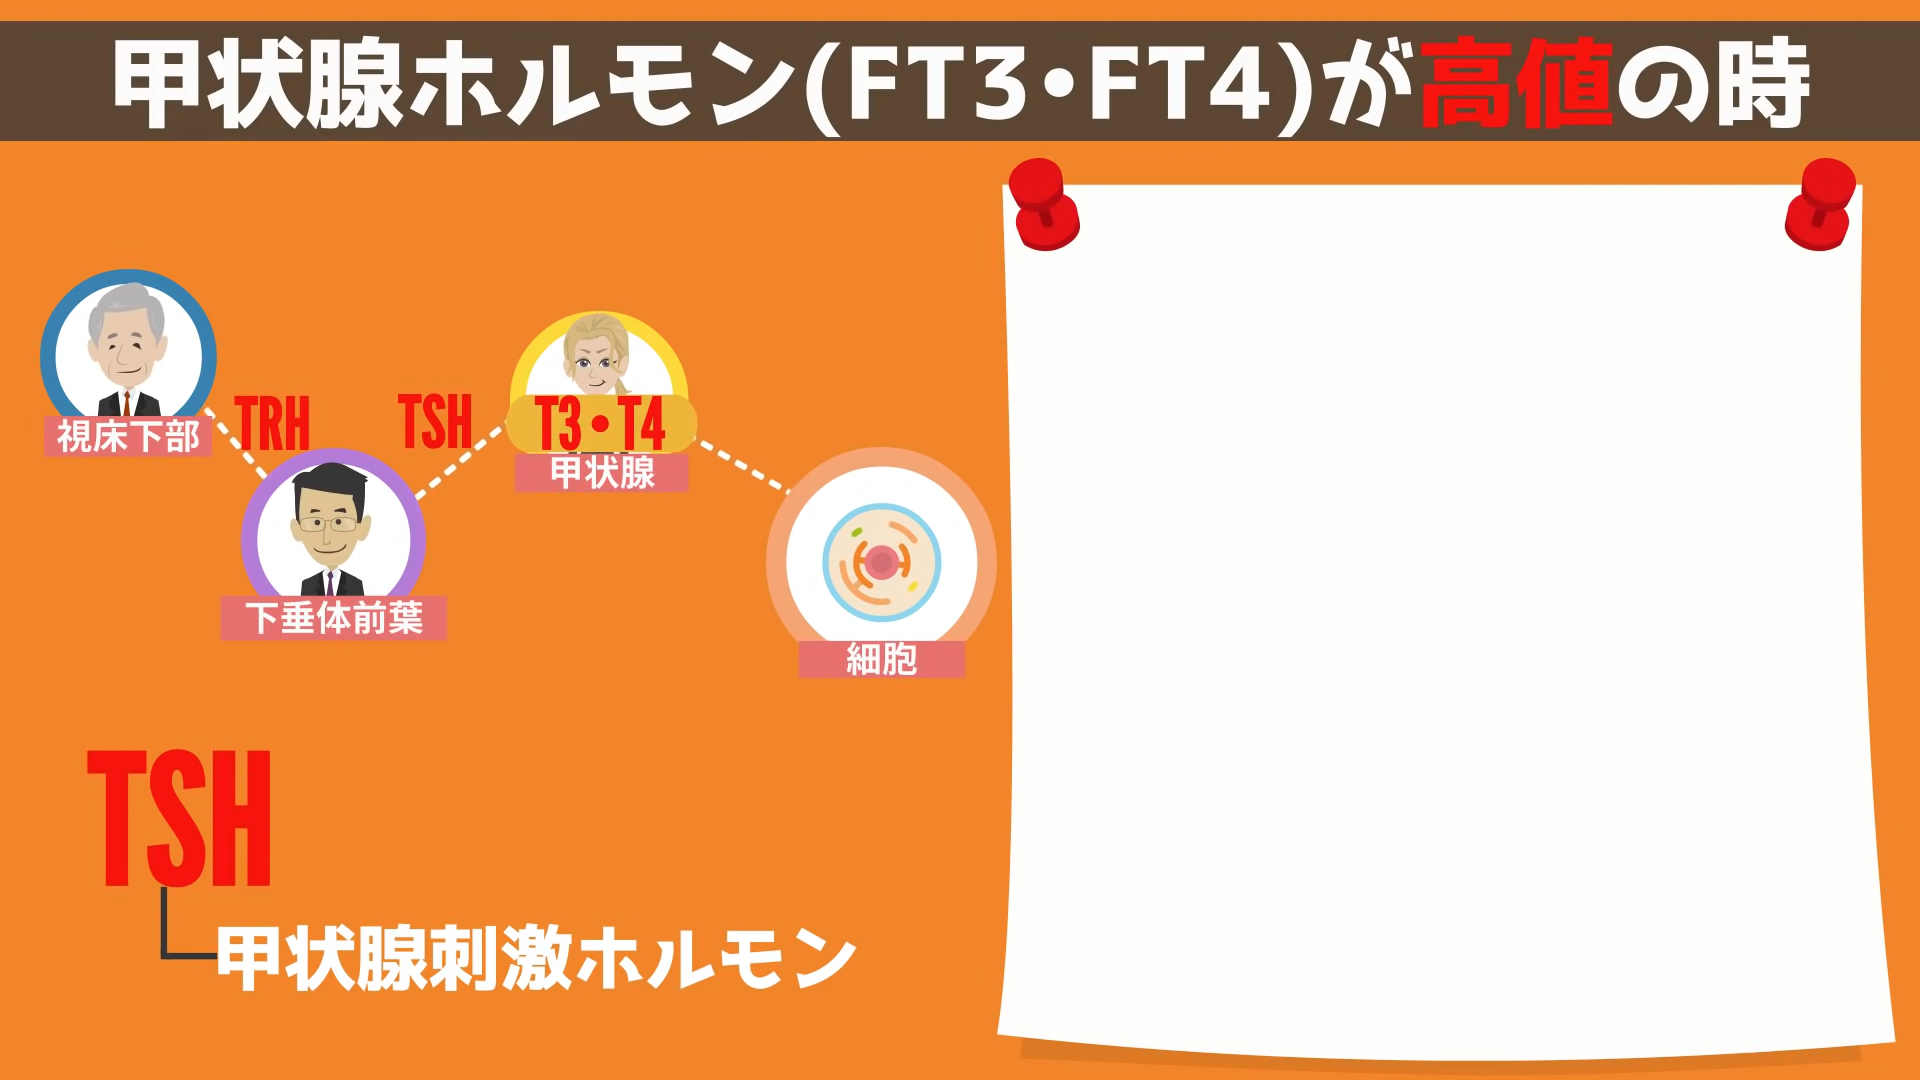 甲状腺ホルモン(FT3・FT4)が高値の時
視床下部
TRH
下垂体前葉
TSH
T3・T4
甲状腺
細胞
TSH
甲状腺刺激ホルモン